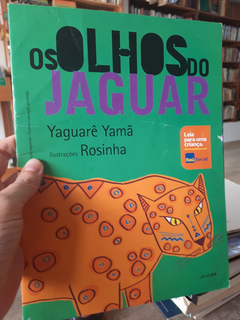 OS OLHOS DO
JAGUAR
Yaguarê Yamã
Ilustrações Rosinha
Leia para uma
criança.
Itaú Social